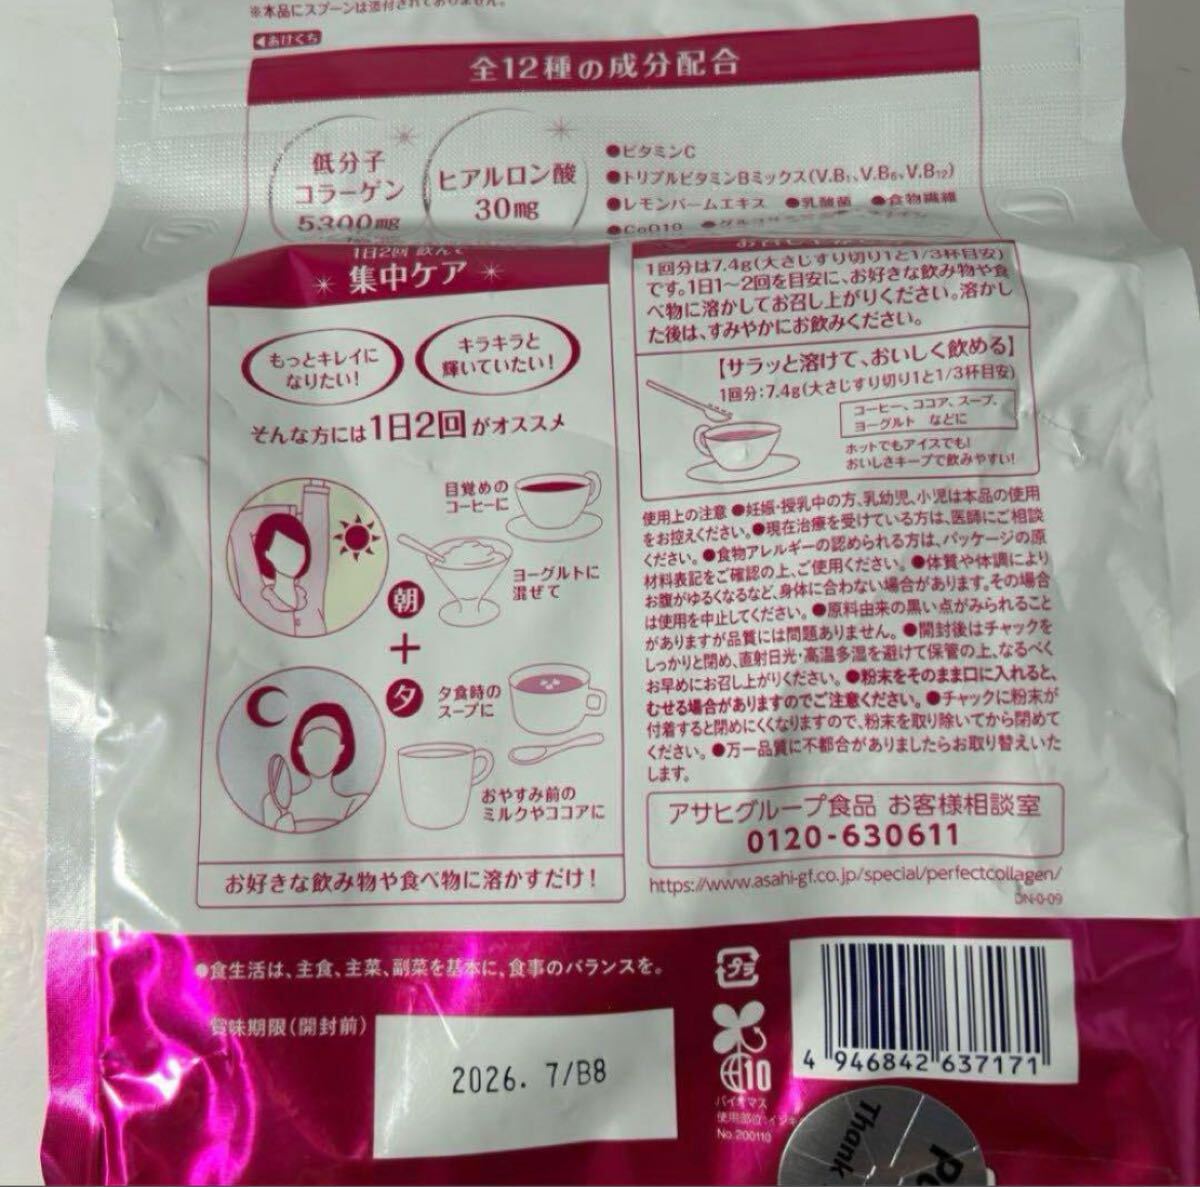 ※本品にスプーンは添付されておりません。
◀あけくち
全12種の成分配合
低分子
コラーゲン
5300mg
ヒアルロン酸
30mg
●ビタミンC
●トリプルビタミンBミックス(V.B₁、V.B₆、V.B₁₂)
●レモンバームエキス ●乳酸菌 ●食物繊維
●CoQ10
1日2回 飲んで
集中ケア
もっとキレイに
なりたい!
キラキラと
輝いていたい!
そんな方には1日2回がオススメ
目覚めの
コーヒーに
ヨーグルトに
混ぜて
朝
+
夕
夕食時の
スープに
おやすみ前の
ミルクやココアに
お好きな飲み物や食べ物に溶かすだけ!
1回分は7.4g(大さじすり切り1と1/3杯目安)
です。1日1~2回を目安に、お好きな飲み物や食
べ物に溶かしてお召し上がりください。溶かし
た後は、すみやかにお飲みください。
【サラッと溶けて、おいしく飲める】
1回分:7.4g(大さじすり切り1と1/3杯目安)
コーヒー、ココア、スープ、
ヨーグルト などに
ホットでもアイスでも!
おいしさキープで飲みやすい!
使用上の注意 ●妊娠・授乳中の方、乳幼児、小児は本品の使用
をお控えください。●現在治療を受けている方は、医師にご相談
ください。●食物アレルギーの認められる方は、パッケージの原
材料表記をご確認の上、ご使用ください。●体質や体調により
お腹がゆるくなるなど、身体に合わない場合があります。その場合
は使用を中止してください。●原料由来の黒い点がみられること
がありますが品質には問題ありません。●開封後はチャックを
しっかりと閉め、直射日光・高温多湿を避けて保管の上、なるべく
お早めにお召し上がりください。●粉末をそのまま口に入れると、
むせる場合がありますのでご注意ください。●チャックに粉末が
付着すると閉めにくくなりますので、粉末を取り除いてから閉めて
ください。●万一品質に不都合がありましたらお取り替えいた
します。
アサヒグループ食品 お客様相談室
0120-630611
https://www.asahi-gf.co.jp/special/perfectcollagen/
DN-0-09
●食生活は、主食、主菜、副菜を基本に、食事のバランスを。
賞味期限(開封前)
2026. 7/B8
プラ
10
バイオマス
使用部位:インキ
No.200110
4 946842 637171
Thank